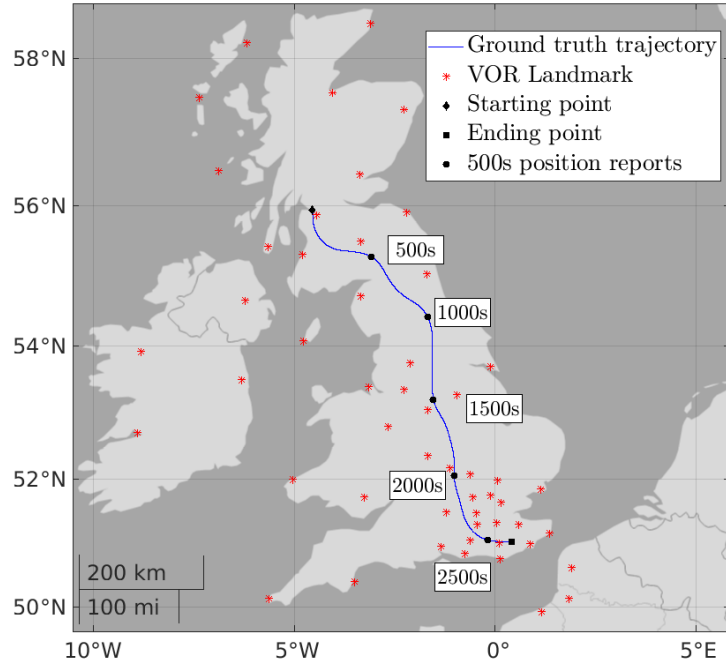 58°N
56°N
54°N
52°N
50°N
10°W
5°W
0°
5°E
Ground truth trajectory
VOR Landmark
Starting point
Ending point
500s position reports
500s
1000s
1500s
2000s
2500s
200 km
100 mi